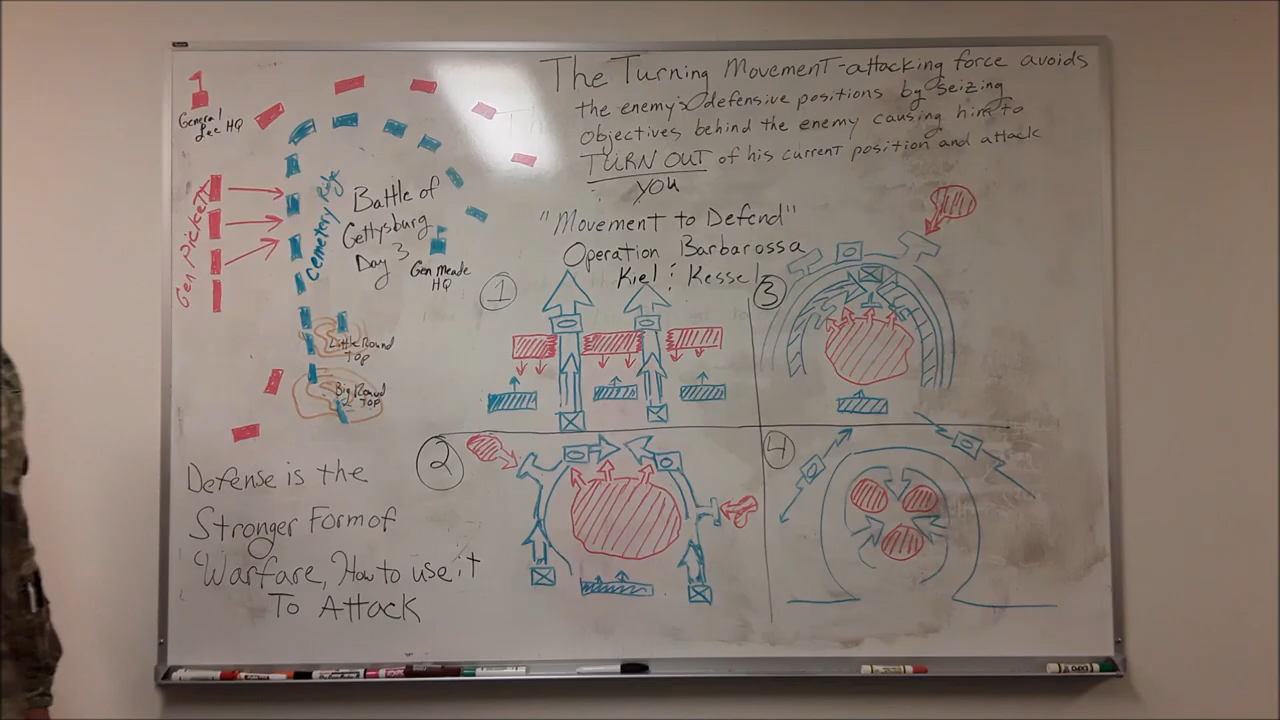 General
Lee HQ
Gen Pickett
Cemetery Ridge
Battle of
Gettysburg
Day 3
Gen Meade
HQ
Little Round
Top
Big Round
Top
Defense is the
Stronger Form of
Warfare, How to use it
To Attack
The Turning Movement-attacking force avoids
the enemy's defensive positions by seizing
objectives behind the enemy causing him to
TURN OUT of his current position and attack
you
"Movement to Defend"
Operation Barbarossa
Kiel : Kessel
1
2
3
4